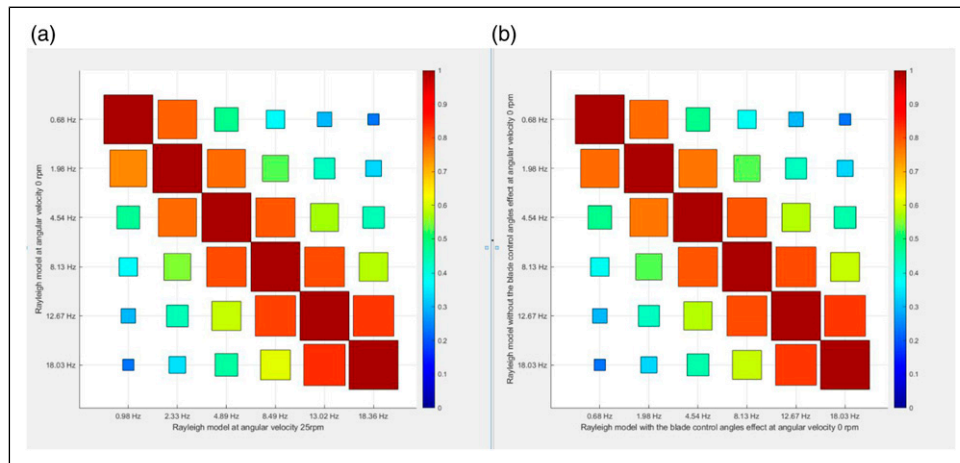 (a)
(b)
Rayleigh model at angular velocity 0 rpm
0.68 Hz
1.98 Hz
4.54 Hz
8.13 Hz
12.67 Hz
18.03 Hz
0.98 Hz 2.33 Hz 4.89 Hz 8.49 Hz 13.02 Hz 18.36 Hz
Rayleigh model at angular velocity 25rpm
1
0.9
0.8
0.7
0.6
0.5
0.4
0.3
0.2
0.1
0
Rayleigh model without the blade control angles effect at angular velocity 0 rpm
0.68 Hz
1.98 Hz
4.54 Hz
8.13 Hz
12.67 Hz
18.03 Hz
0.68 Hz 1.98 Hz 4.54 Hz 8.13 Hz 12.67 Hz 18.03 Hz
Rayleigh model with the blade control angles effect at angular velocity 0 rpm
1
0.9
0.8
0.7
0.6
0.5
0.4
0.3
0.2
0.1
0